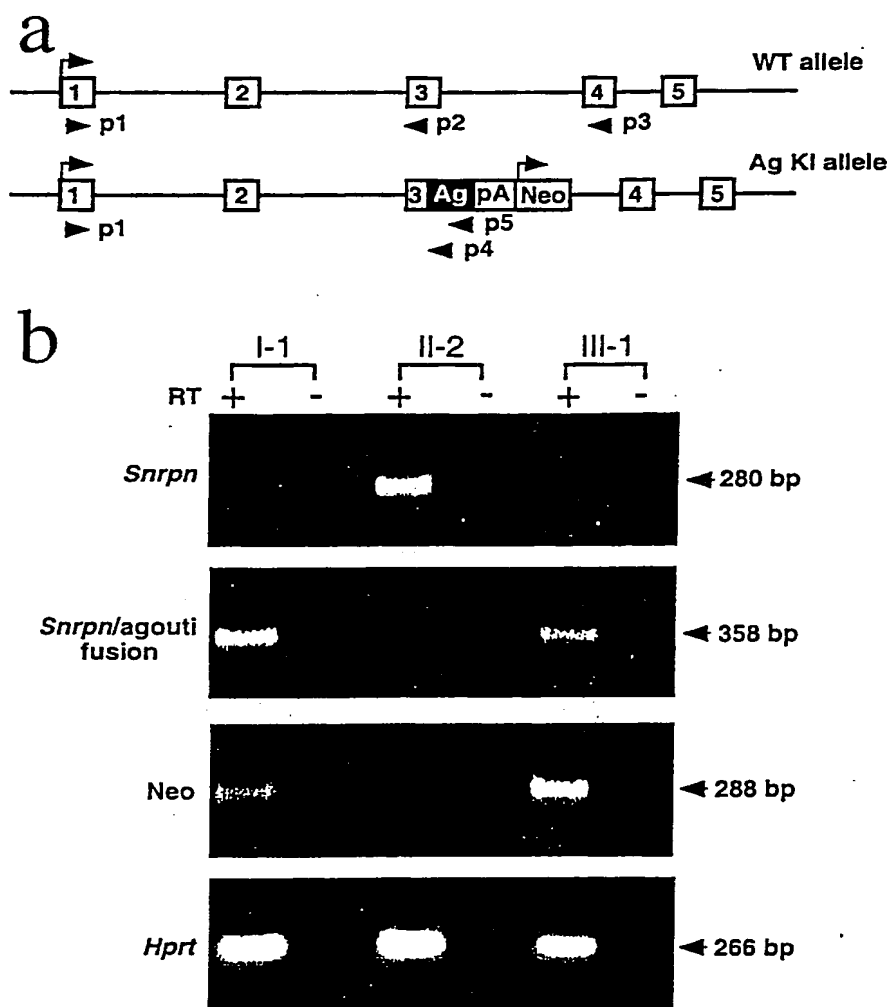 a
WT allele
1 2 3 4 5
p1 p2 p3
Ag KI allele
1 2 3 Ag pA Neo 4 5
p1 p5
p4
b
I-1 II-2 III-1
RT + - + - + -
Snrpn 280 bp
Snrpn/agouti
fusion 358 bp
Neo 288 bp
Hprt 266 bp